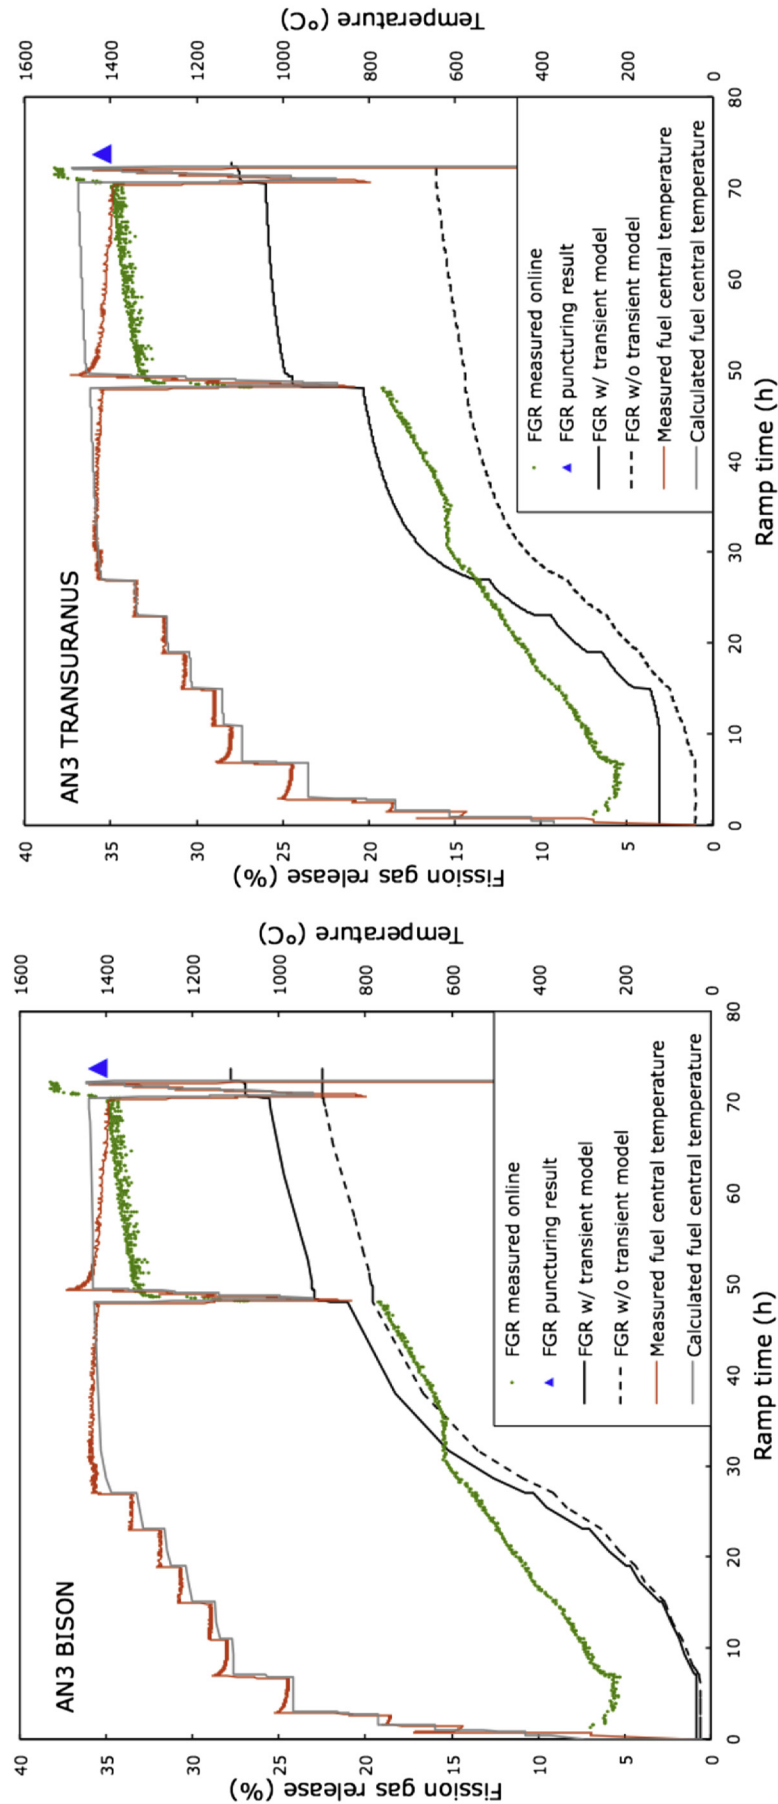 AN3 BISON
Fission gas release (%)
40
35
30
25
20
15
10
5
0
Temperature (°C)
1600
1400
1200
1000
800
600
400
200
0
0
10
20
30
40
50
60
70
80
Ramp time (h)
FGR measured online
FGR puncturing result
FGR w/ transient model
FGR w/o transient model
Measured fuel central temperature
Calculated fuel central temperature
AN3 TRANSURANUS
Fission gas release (%)
40
35
30
25
20
15
10
5
0
Temperature (°C)
1600
1400
1200
1000
800
600
400
200
0
0
10
20
30
40
50
60
70
80
Ramp time (h)
FGR measured online
FGR puncturing result
FGR w/ transient model
FGR w/o transient model
Measured fuel central temperature
Calculated fuel central temperature